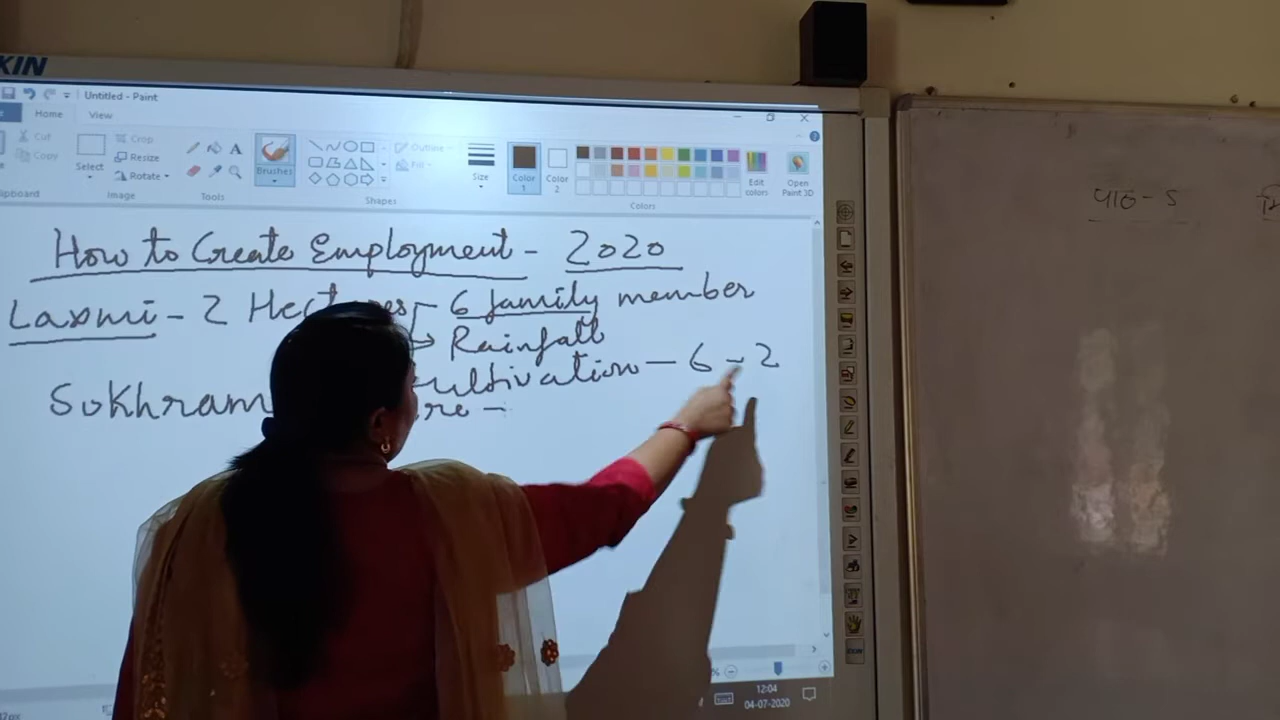 KIN
Untitled - Paint
Home
View
Cut
Copy
Select
Crop
Resize
Rotate
Image
Tools
Brushes
Outline
Fill
Shapes
Size
Color 1
Color 2
Colors
Edit colors
Open Paint 3D
How to Create Employment - 2020
Laxmi - 2 Hectares 6 family member
Rainfall
Cultivation - 6 - 2
Sukhram
पाठ - 5
12:04
04-07-2020